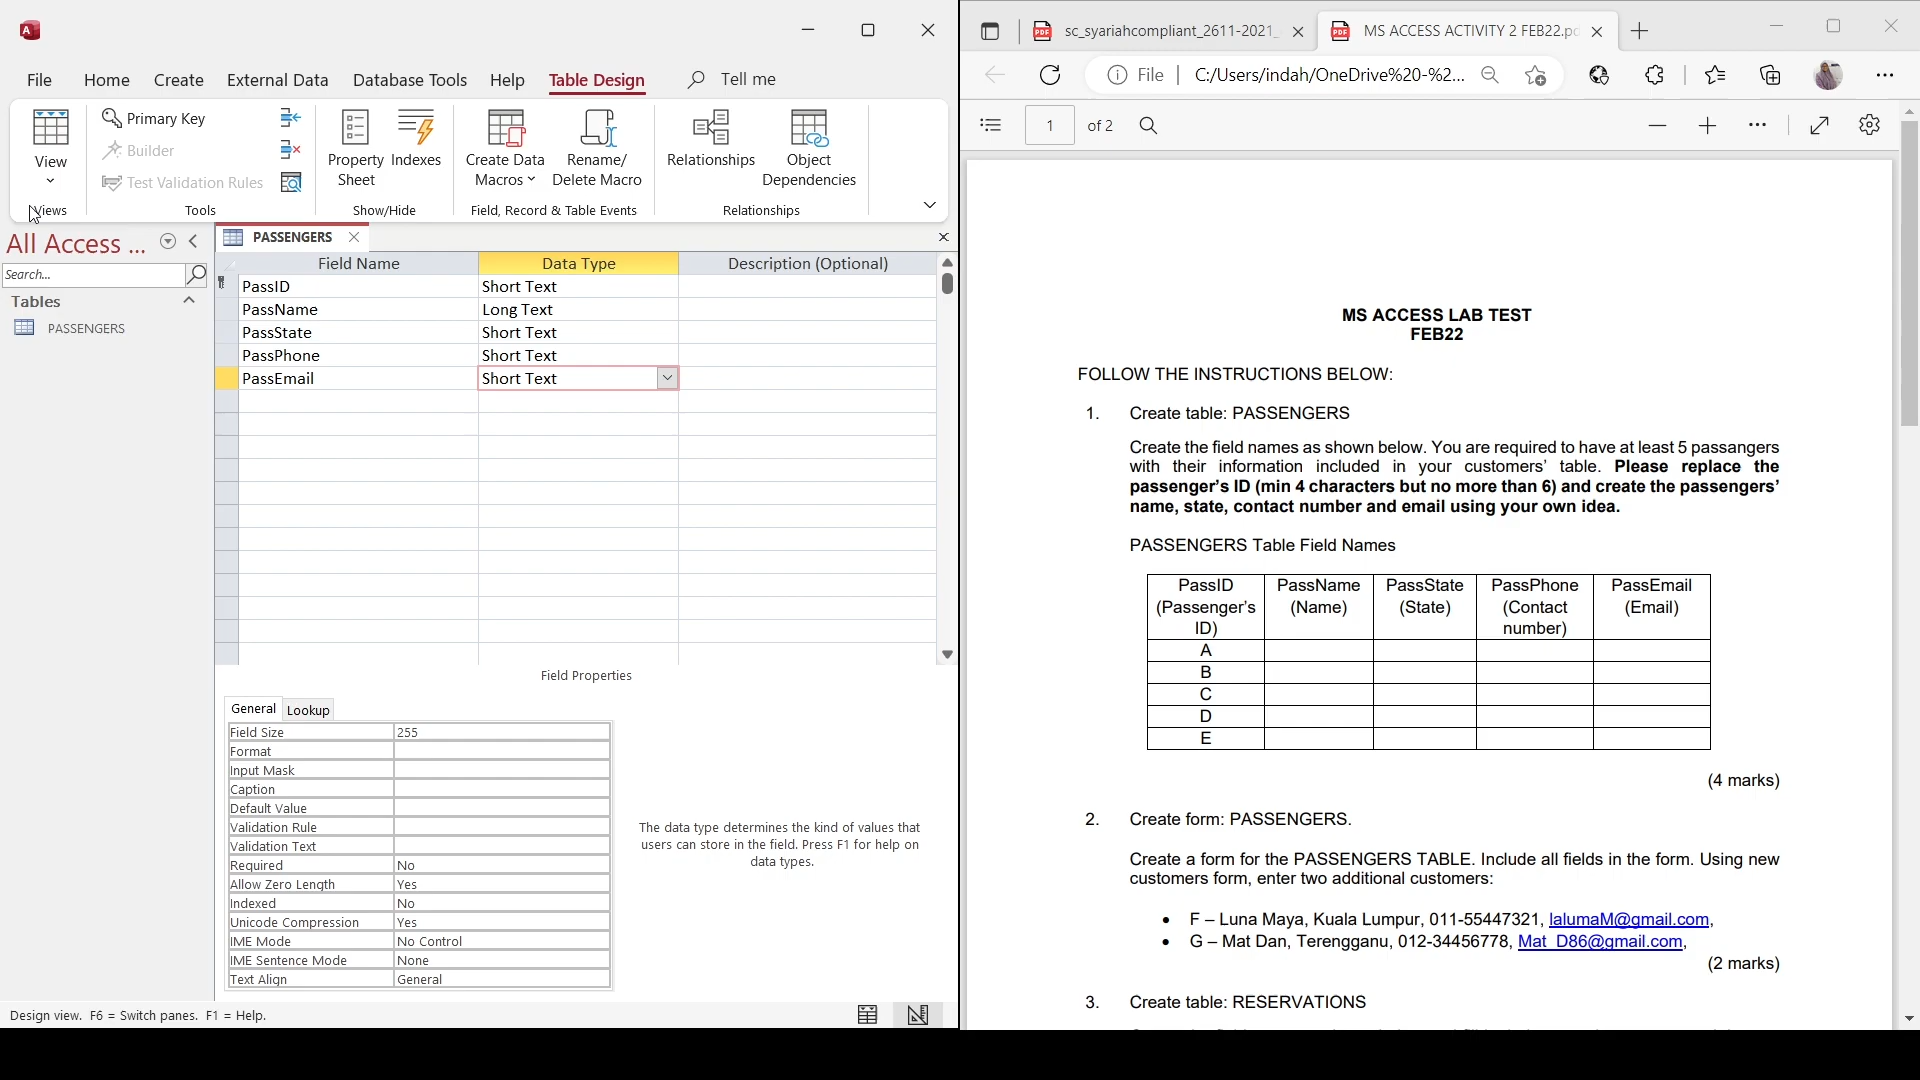 File Home Create External Data Database Tools Help Table Design Tell me
View
Views
Primary Key
Builder
Test Validation Rules
Tools
Property Sheet
Indexes
Show/Hide
Create Data Macros
Rename/ Delete Macro
Field, Record & Table Events
Relationships
Object Dependencies
Relationships
All Access ...
Search...
Tables
PASSENGERS
PASSENGERS
Field Name Data Type Description (Optional)
PassID Short Text
PassName Long Text
PassState Short Text
PassPhone Short Text
PassEmail Short Text
Field Properties
General Lookup
Field Size 255
Format
Input Mask
Caption
Default Value
Validation Rule
Validation Text
Required No
Allow Zero Length Yes
Indexed No
Unicode Compression Yes
IME Mode No Control
IME Sentence Mode None
Text Align General
The data type determines the kind of values that
users can store in the field. Press F1 for help on
data types.
Design view. F6 = Switch panes. F1 = Help.
sc_syariahcompliant_2611-2021_ MS ACCESS ACTIVITY 2 FEB22.pd
File C:/Users/indah/OneDrive%20-%2...
1 of 2
MS ACCESS LAB TEST
FEB22
FOLLOW THE INSTRUCTIONS BELOW:
1. Create table: PASSENGERS
Create the field names as shown below. You are required to have at least 5 passangers
with their information included in your customers’ table. Please replace the
passenger’s ID (min 4 characters but no more than 6) and create the passengers’
name, state, contact number and email using your own idea.
PASSENGERS Table Field Names
PassID PassName PassState PassPhone PassEmail
(Passenger’s (Name) (State) (Contact (Email)
ID) number)
A
B
C
D
E
(4 marks)
2. Create form: PASSENGERS.
Create a form for the PASSENGERS TABLE. Include all fields in the form. Using new
customers form, enter two additional customers:
• F – Luna Maya, Kuala Lumpur, 011-55447321, lalumaM@gmail.com,
• G – Mat Dan, Terengganu, 012-34456778, Mat_D86@gmail.com,
(2 marks)
3. Create table: RESERVATIONS